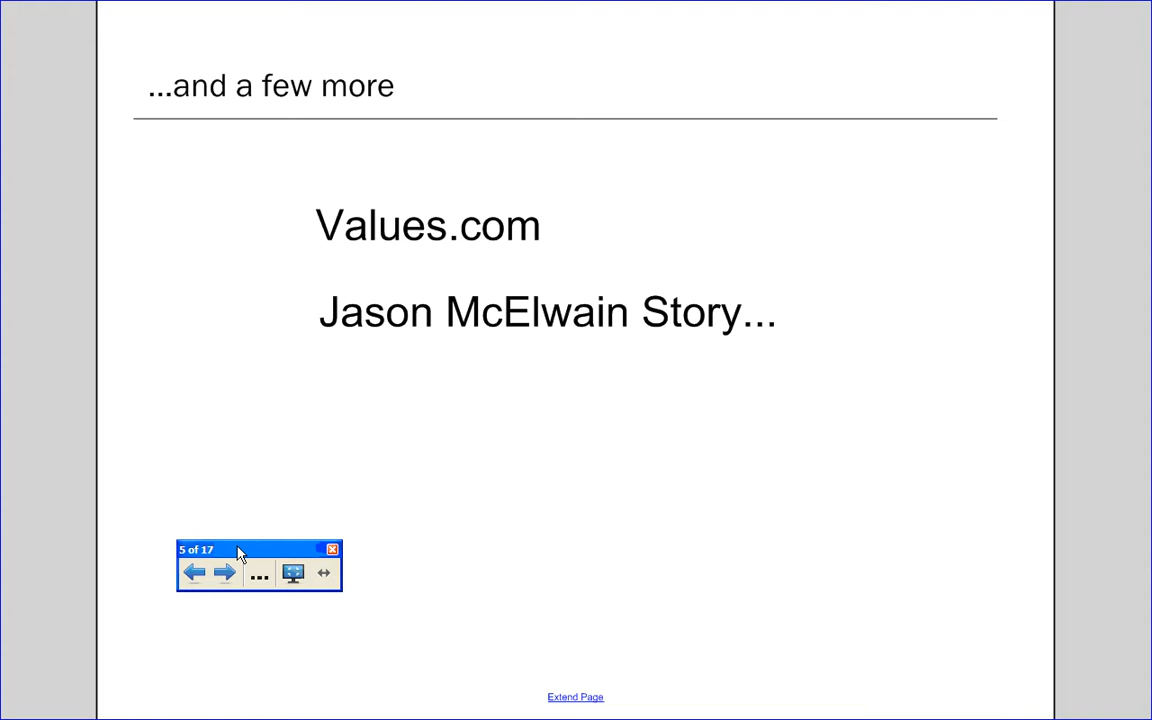 ...and a few more
Values.com
Jason McElwain Story...
5 of 17
...
Extend Page